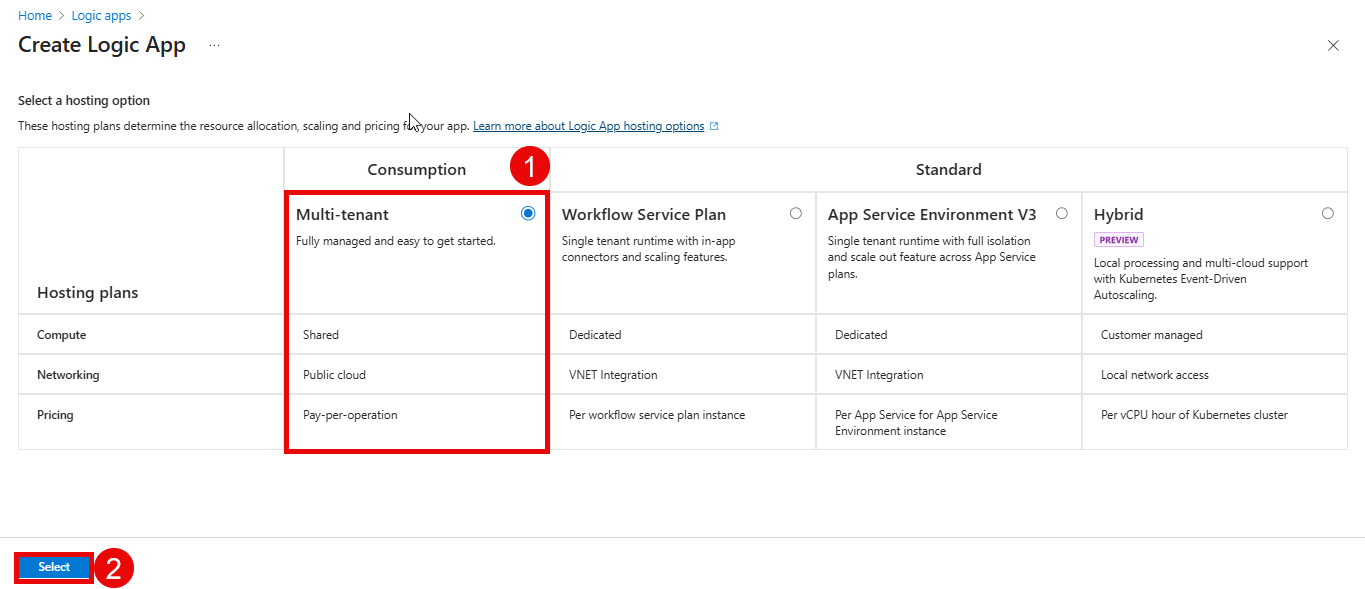 Home > Logic apps >
Create Logic App ...
Select a hosting option
These hosting plans determine the resource allocation, scaling and pricing for your app. Learn more about Logic App hosting options
Consumption
1
Standard
Hosting plans
Multi-tenant
Fully managed and easy to get started.
Workflow Service Plan
Single tenant runtime with in-app
connectors and scaling features.
App Service Environment V3
Single tenant runtime with full isolation
and scale out feature across App Service
plans.
Hybrid
PREVIEW
Local processing and multi-cloud support
with Kubernetes Event-Driven
Autoscaling.
Compute
Shared
Dedicated
Dedicated
Customer managed
Networking
Public cloud
VNET Integration
VNET Integration
Local network access
Pricing
Pay-per-operation
Per workflow service plan instance
Per App Service for App Service
Environment instance
Per vCPU hour of Kubernetes cluster
Select
2